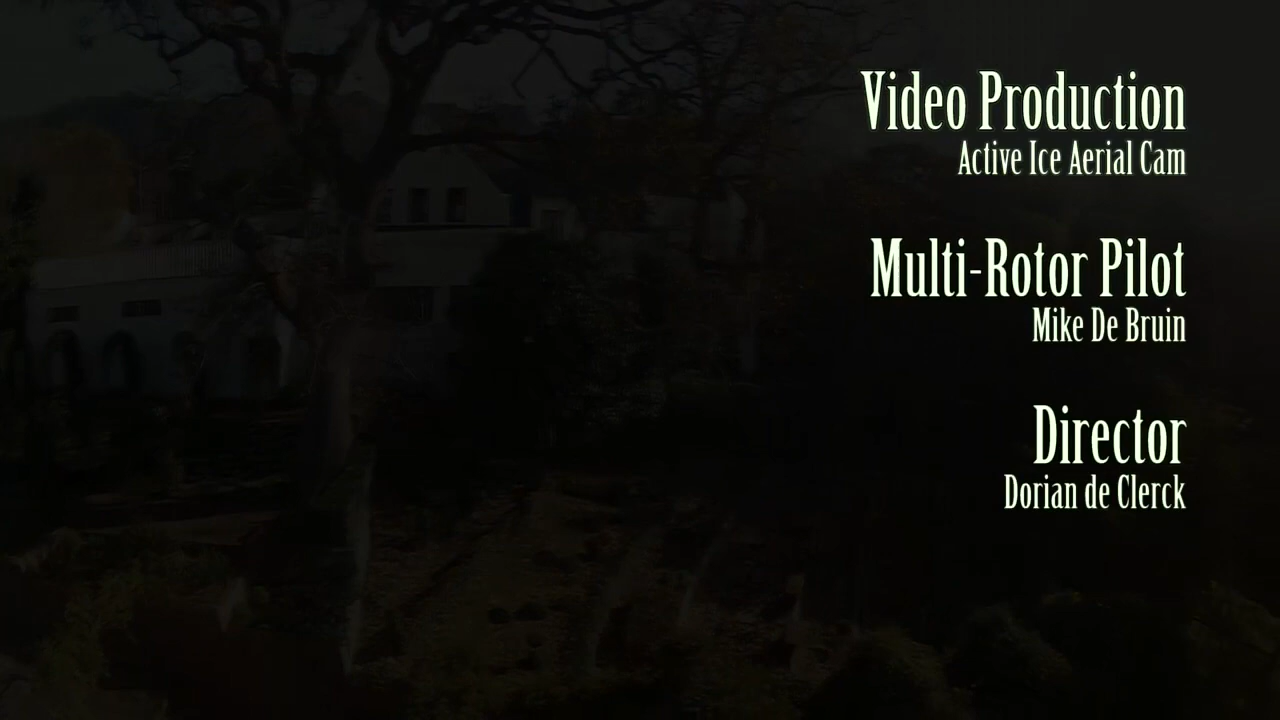 Video Production
Active Ice Aerial Cam
Multi-Rotor Pilot
Mike De Bruin
Director
Dorian de Clerck